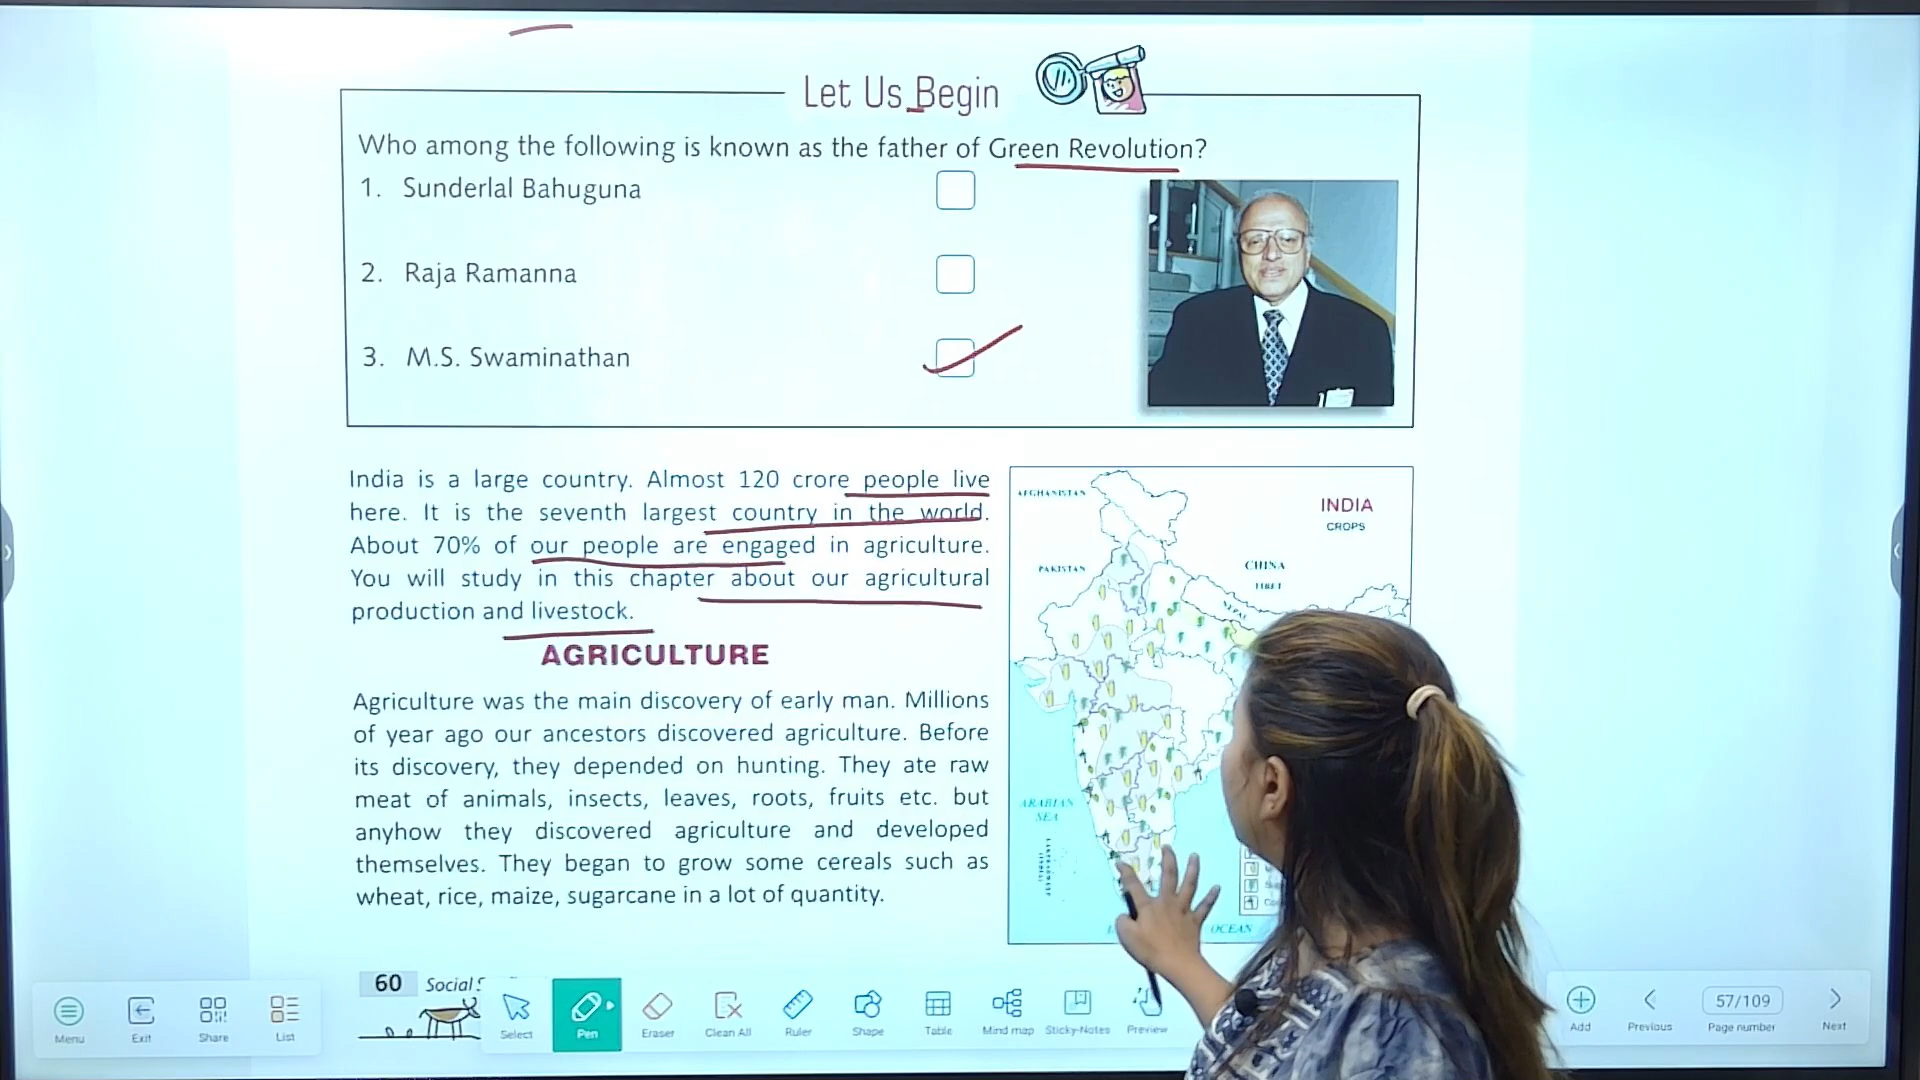 Let Us Begin
Who among the following is known as the father of Green Revolution?
1. Sunderlal Bahuguna
2. Raja Ramanna
3. M.S. Swaminathan
India is a large country. Almost 120 crore people live
here. It is the seventh largest country in the world.
About 70% of our people are engaged in agriculture.
You will study in this chapter about our agricultural
production and livestock.
AGRICULTURE
Agriculture was the main discovery of early man. Millions
of year ago our ancestors discovered agriculture. Before
its discovery, they depended on hunting. They ate raw
meat of animals, insects, leaves, roots, fruits etc. but
anyhow they discovered agriculture and developed
themselves. They began to grow some cereals such as
wheat, rice, maize, sugarcane in a lot of quantity.
INDIA
CROPS
AFGHANISTAN
PAKISTAN
CHINA
TIBET
NEPAL
ARABIAN
SEA
OCEAN
60 Social
Menu
Exit
Share
List
Select
Pen
Eraser
Clean All
Ruler
Shape
Table
Mind map
Sticky-Notes
Preview
Add
Previous
57/109
Page number
Next